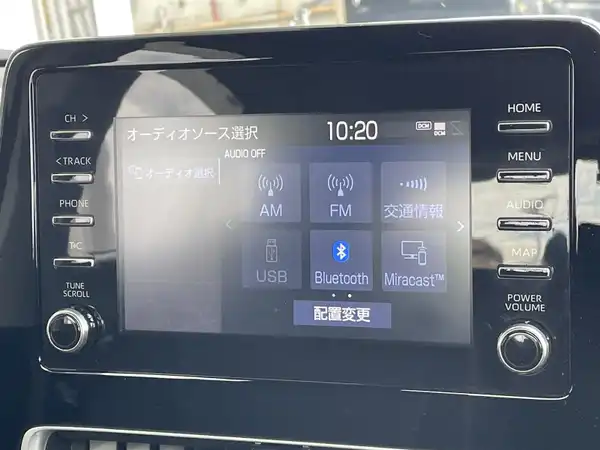 CH >
< TRACK
PHONE
T･C
TUNE
SCROLL
オーディオソース選択
10:20
DCM
DCM
AUDIO OFF
オーディオ選択
AM
FM
交通情報
USB
Bluetooth
Miracast™
配置変更
HOME
MENU
AUDIO
MAP
POWER
VOLUME